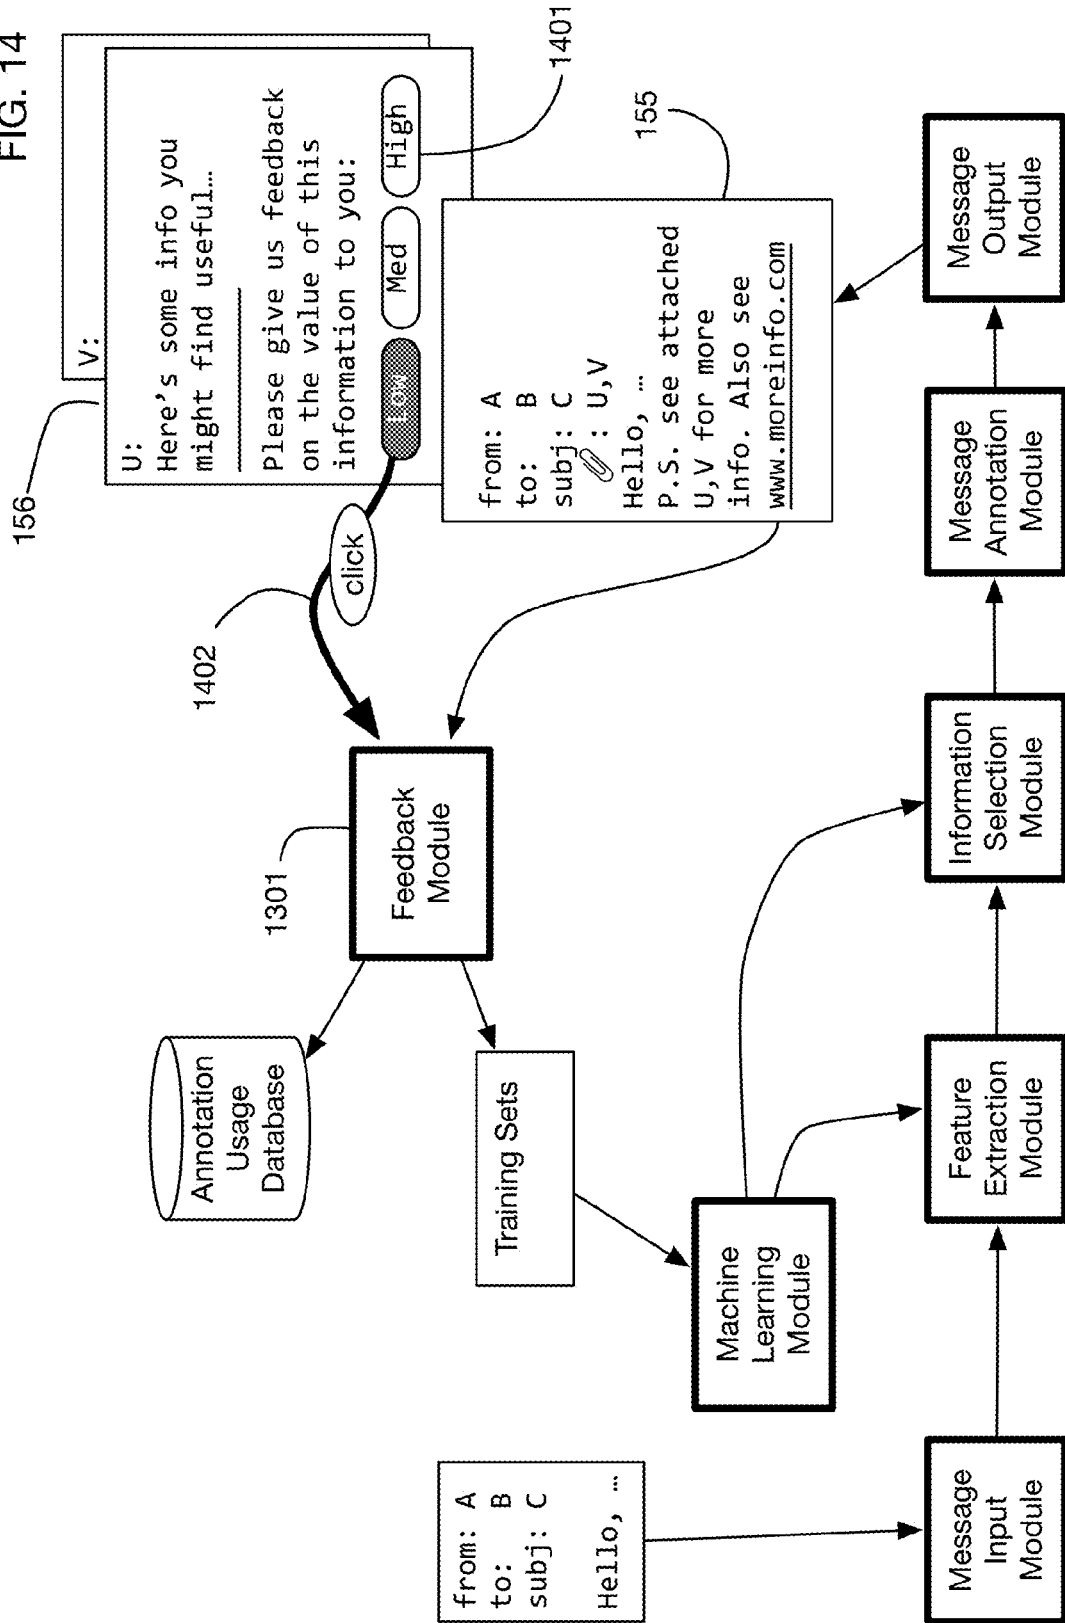 FIG. 14
156
V:
U:
Here's some info you
might find useful…
Please give us feedback
on the value of this
information to you:
Low
Med
High
1401
click
1402
155
from: A
to: B
subj: C
: U,V
Hello, …
P.S. see attached
U,V for more
info. Also see
www.moreinfo.com
1301
Feedback
Module
Annotation
Usage
Database
Training Sets
Machine
Learning
Module
from: A
to: B
subj: C
Hello, …
Message
Input
Module
Feature
Extraction
Module
Information
Selection
Module
Message
Annotation
Module
Message
Output
Module